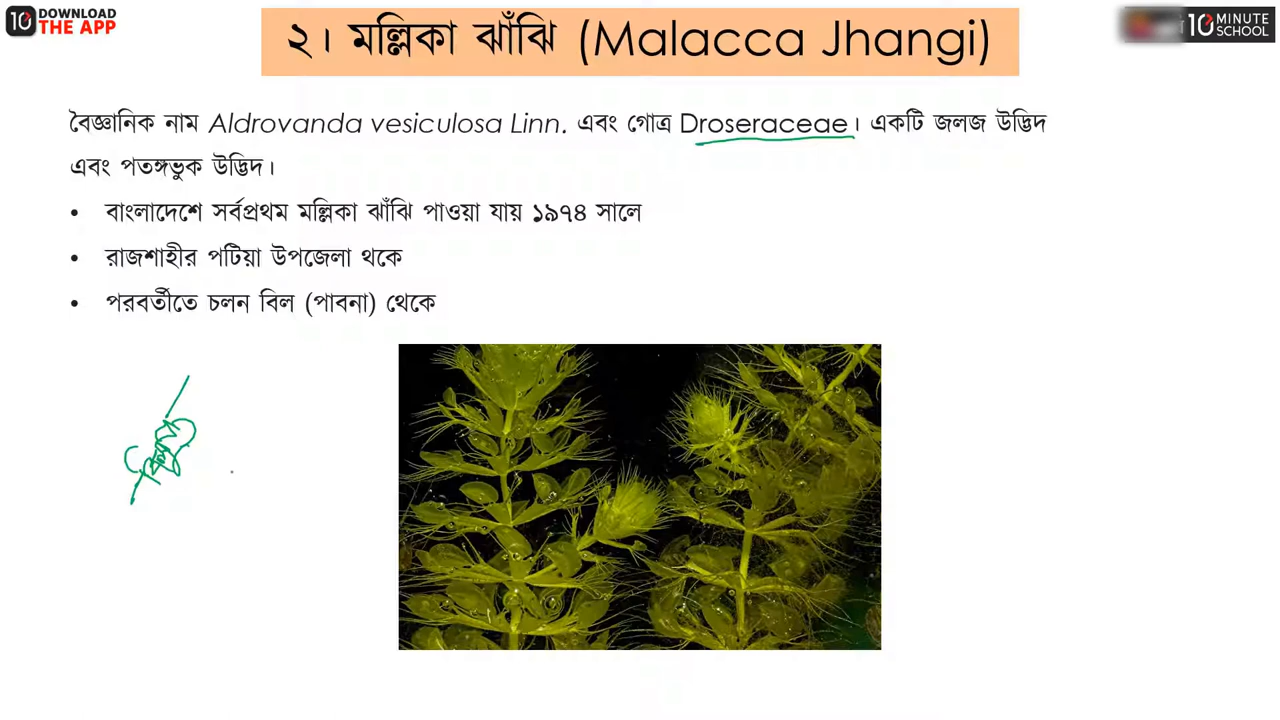 10 DOWNLOAD
THE APP
২। মল্লিকা ঝাঁঝি (Malacca Jhangi)
10 MINUTE
SCHOOL
বৈজ্ঞানিক নাম Aldrovanda vesiculosa Linn. এবং গোত্র Droseraceae। একটি জলজ উদ্ভিদ
এবং পতঙ্গভুক উদ্ভিদ।
• বাংলাদেশে সর্বপ্রথম মল্লিকা ঝাঁঝি পাওয়া যায় ১৯৭৪ সালে
• রাজশাহীর পটিয়া উপজেলা থকে
• পরবর্তীতে চলন বিল (পাবনা) থেকে